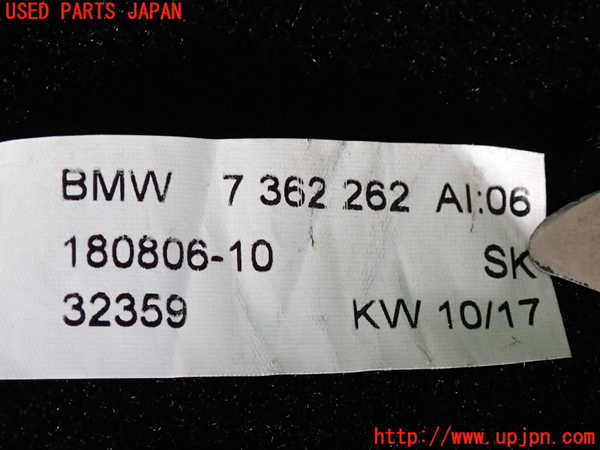 USED PARTS JAPAN
BMW 7 362 262 AI:06
180806-10 SK
32359 KW 10/17
http://www.upjpn.com/